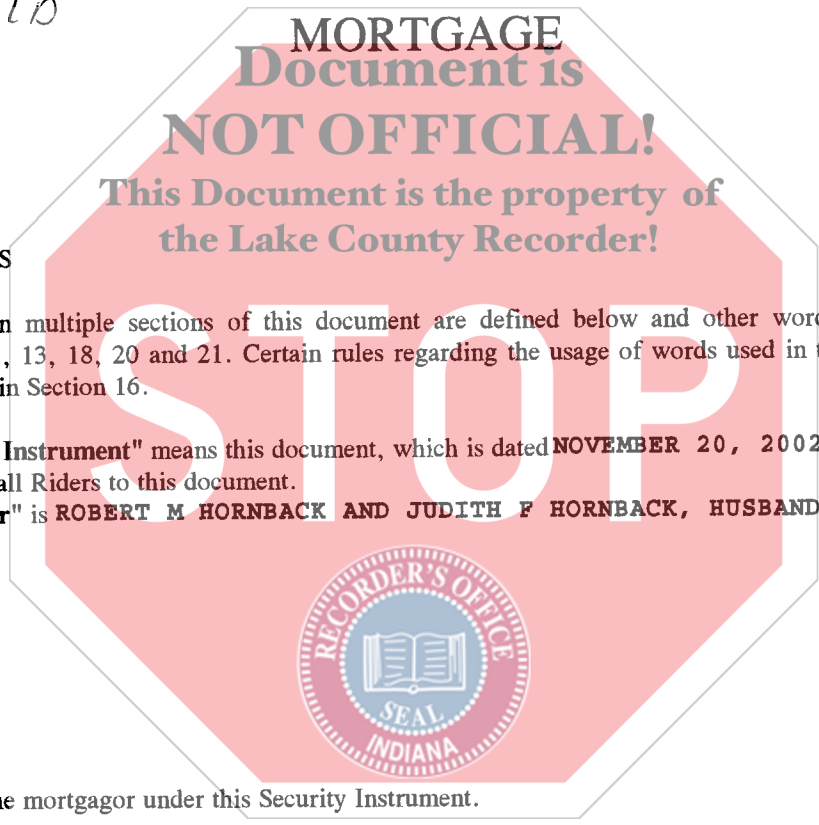 MORTGAGE
Document is
NOT OFFICIAL!
This Document is the property of
the Lake County Recorder!
S
n multiple sections of this document are defined below and other word
, 13, 18, 20 and 21. Certain rules regarding the usage of words used in t
in Section 16.
Instrument" means this document, which is dated NOVEMBER 20, 2002
all Riders to this document.
r" is ROBERT M HORNBACK AND JUDITH F HORNBACK, HUSBAND
STOP
RECORDER'S OFFICE
SEAL
INDIANA
e mortgagor under this Security Instrument.